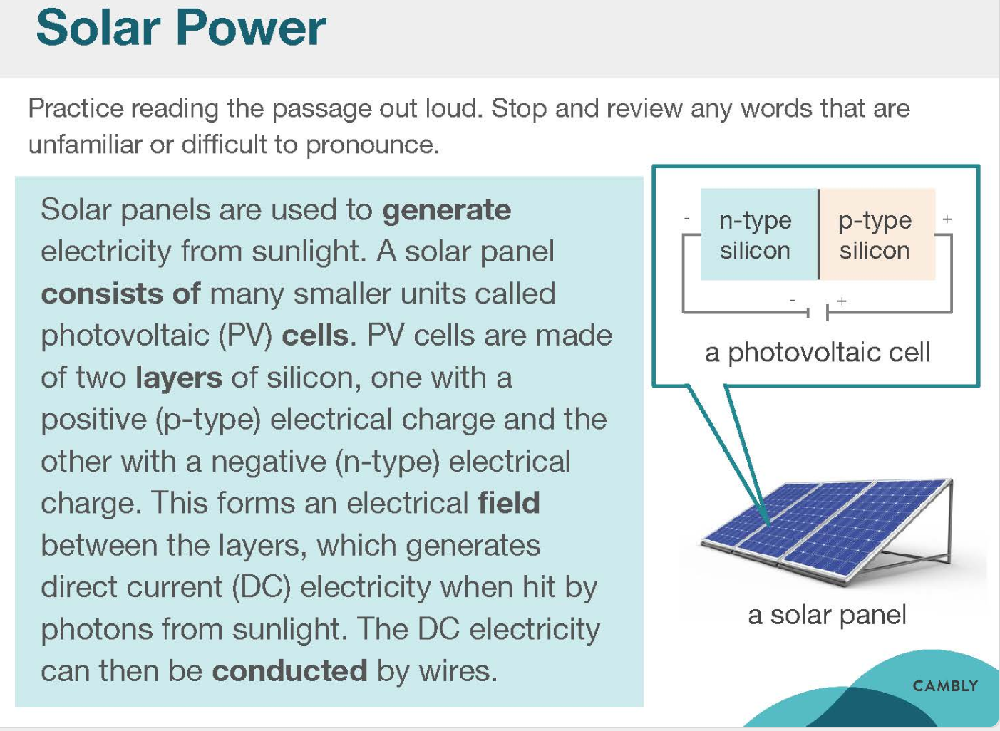 Solar Power
Practice reading the passage out loud. Stop and review any words that are
unfamiliar or difficult to pronounce.
Solar panels are used to generate
electricity from sunlight. A solar panel
consists of many smaller units called
photovoltaic (PV) cells. PV cells are made
of two layers of silicon, one with a
positive (p-type) electrical charge and the
other with a negative (n-type) electrical
charge. This forms an electrical field
between the layers, which generates
direct current (DC) electricity when hit by
photons from sunlight. The DC electricity
can then be conducted by wires.
- n-type p-type +
silicon silicon
- +
a photovoltaic cell
a solar panel
CAMBLY